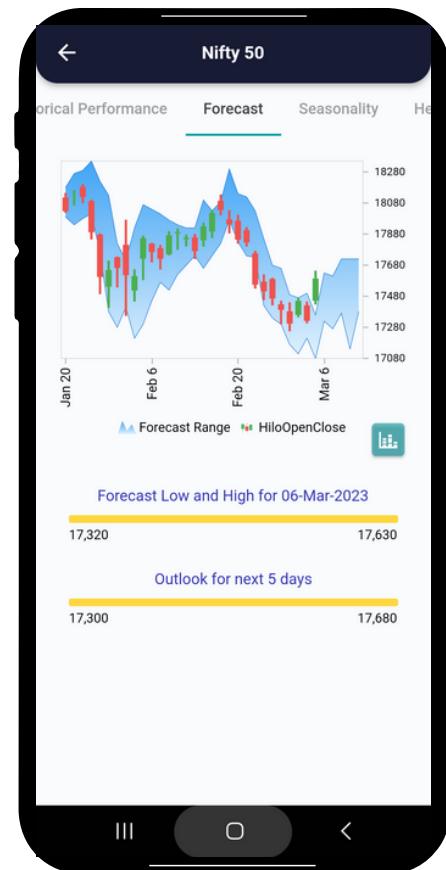 Nifty 50
orical Performance Forecast Seasonality He
18280
18080
17880
17680
17480
17280
17080
Jan 20 Feb 6 Feb 20 Mar 6
Forecast Range HiloOpenClose
Forecast Low and High for 06-Mar-2023
17,320 17,630
Outlook for next 5 days
17,300 17,680